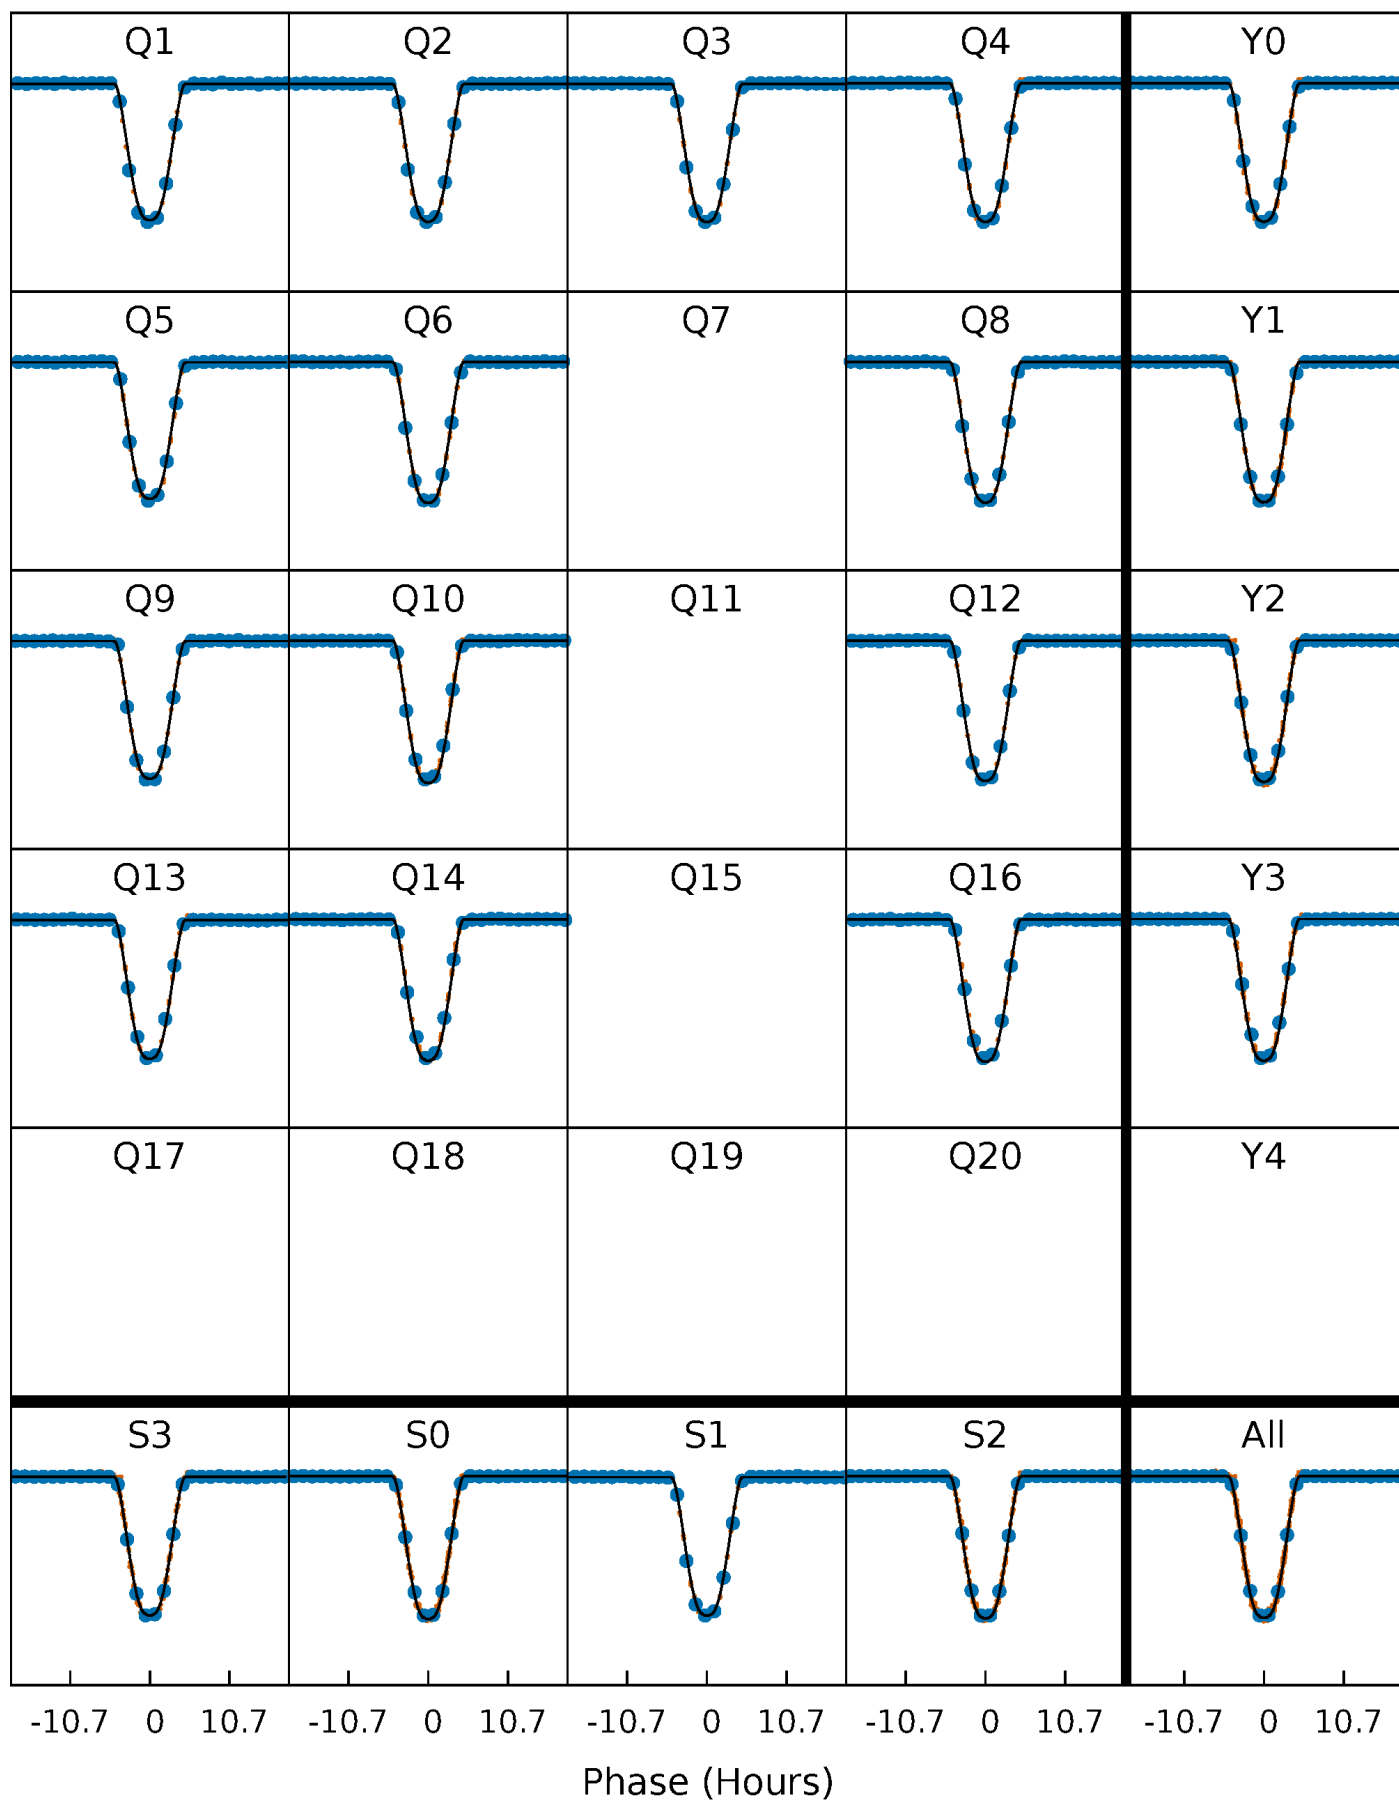 Q1 Q2 Q3 Q4 Y0
Q5 Q6 Q7 Q8 Y1
Q9 Q10 Q11 Q12 Y2
Q13 Q14 Q15 Q16 Y3
Q17 Q18 Q19 Q20 Y4
S3 S0 S1 S2 All
-10.7 0 10.7 -10.7 0 10.7 -10.7 0 10.7 -10.7 0 10.7 -10.7 0 10.7
Phase (Hours)